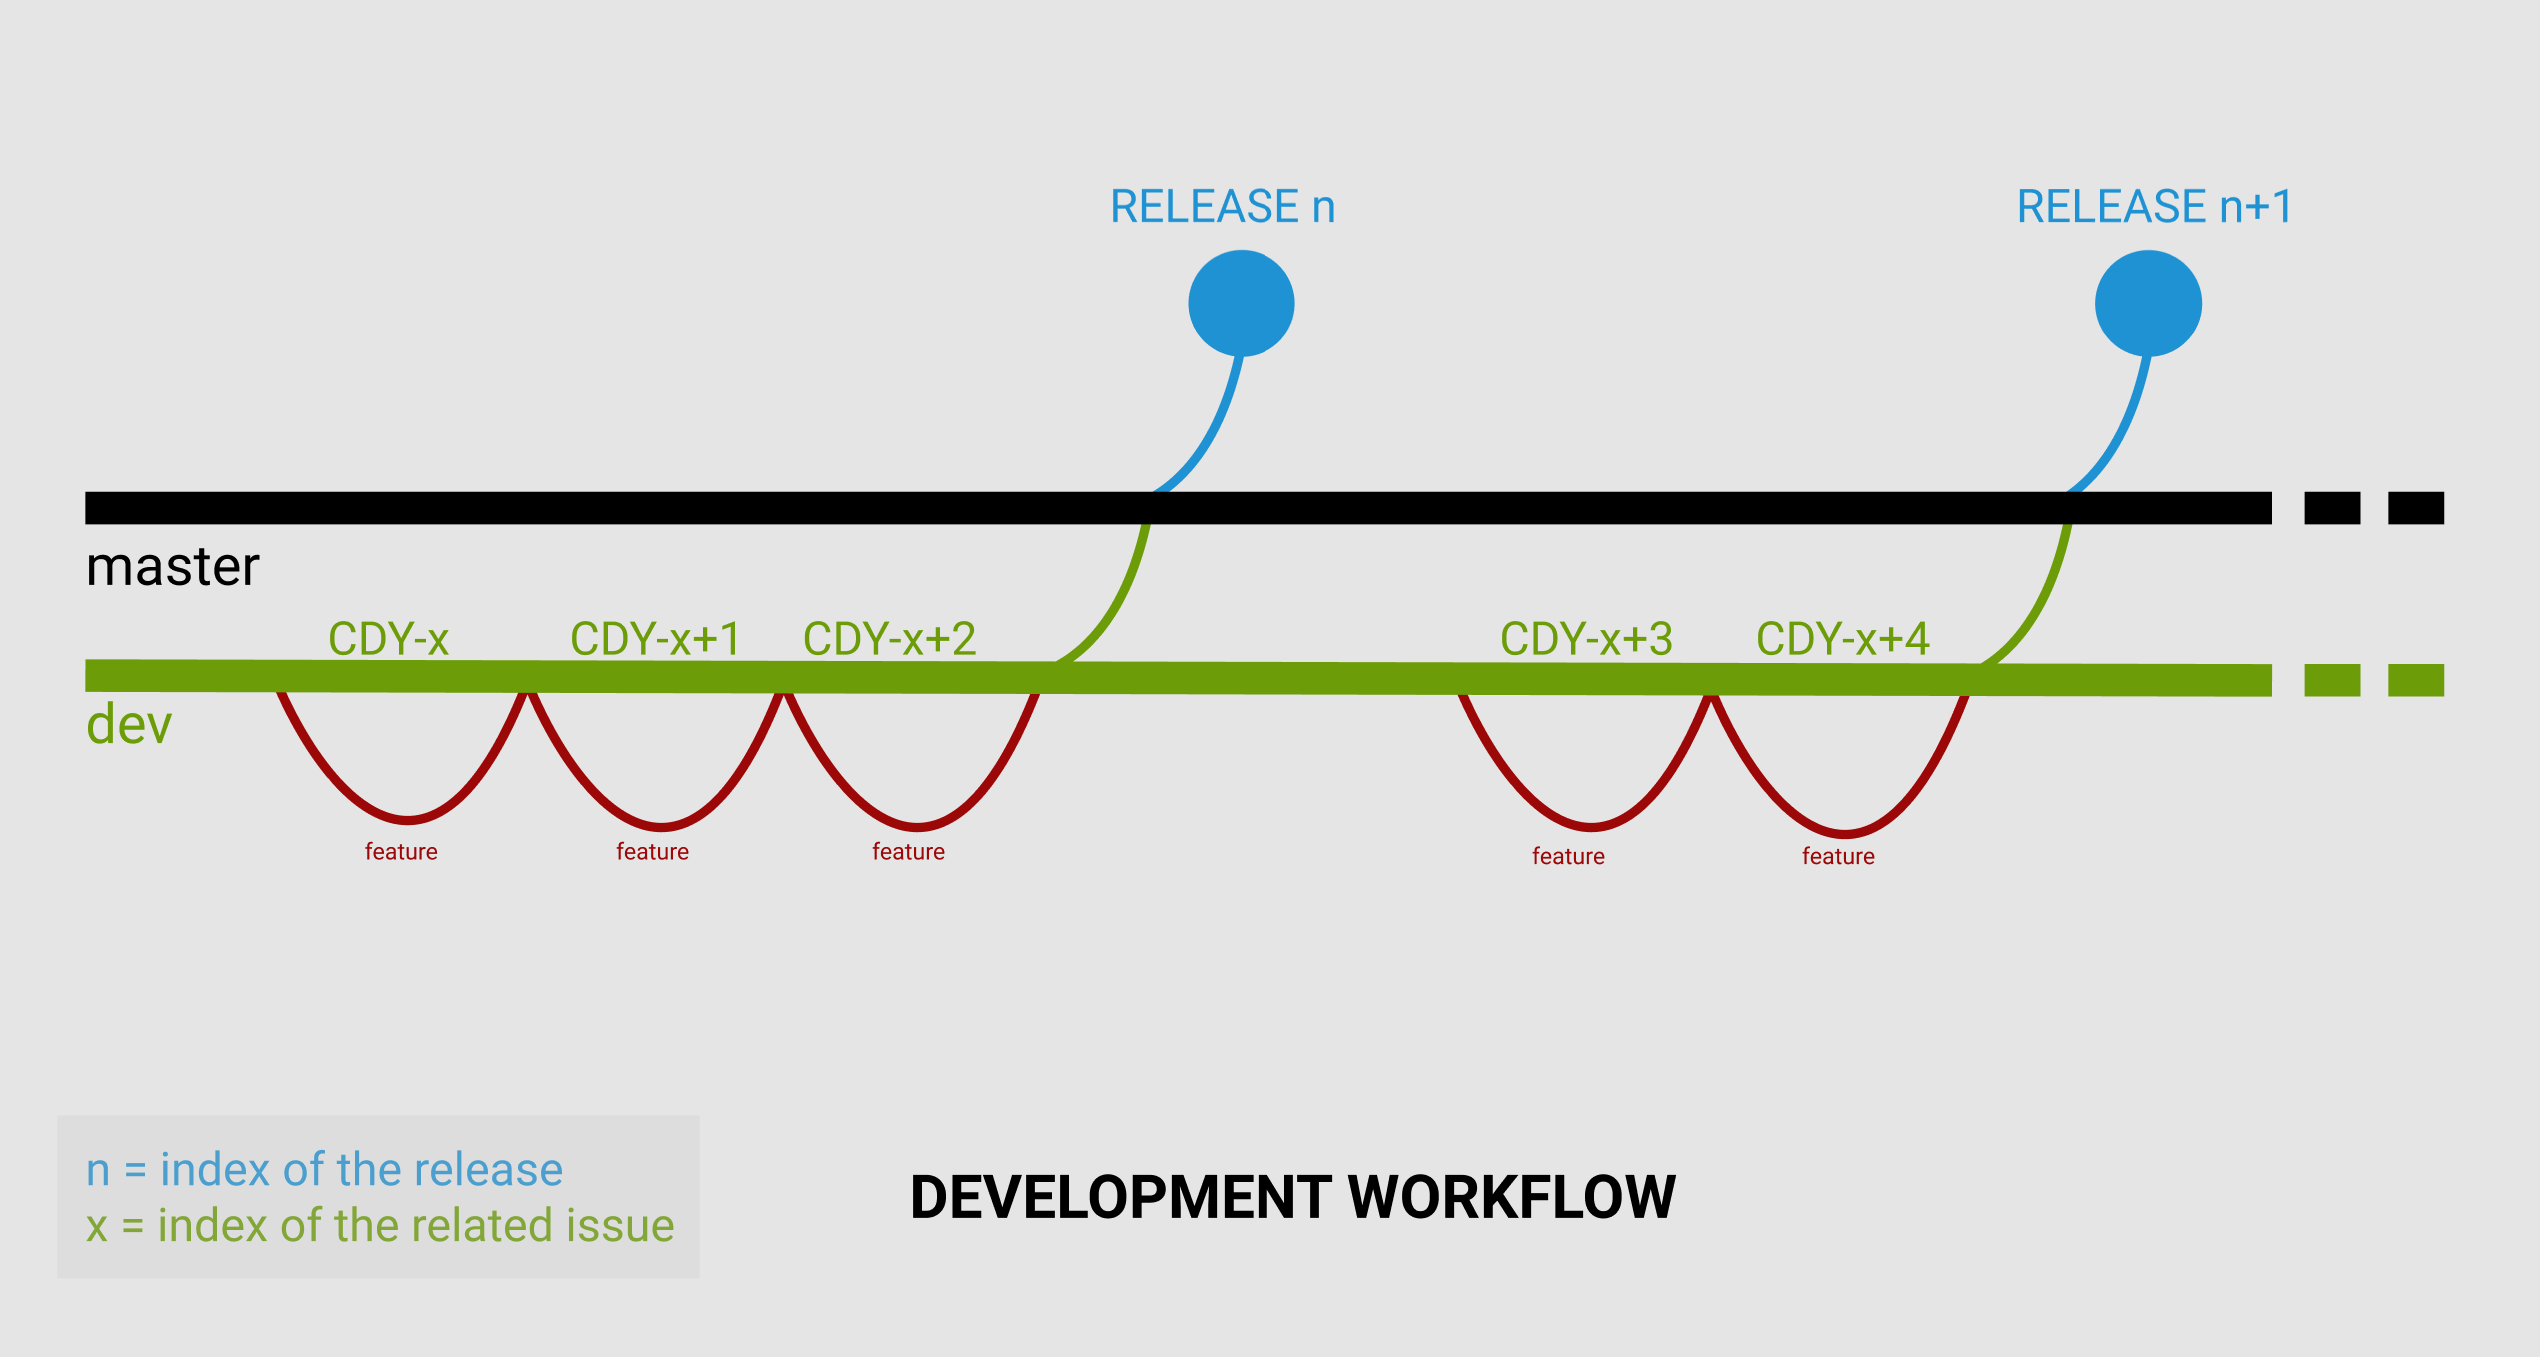 RELEASE n
RELEASE n+1
master
CDY-x
CDY-x+1
CDY-x+2
CDY-x+3
CDY-x+4
dev
feature
feature
feature
feature
feature
n = index of the release
x = index of the related issue
DEVELOPMENT WORKFLOW